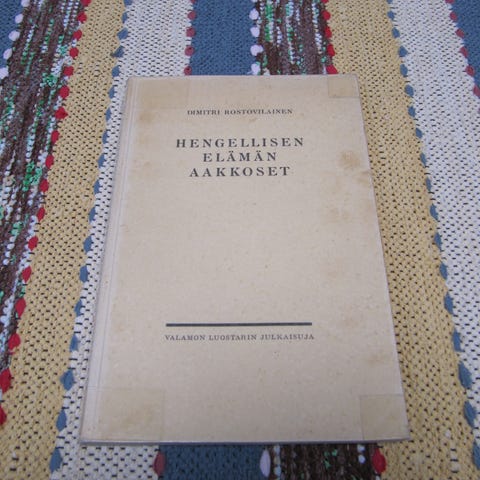 DIMITRI ROSTOVILAINEN
HENGELLISEN
ELÄMÄN
AAKKOSET
VALAMON LUOSTARIN JULKAISUJA